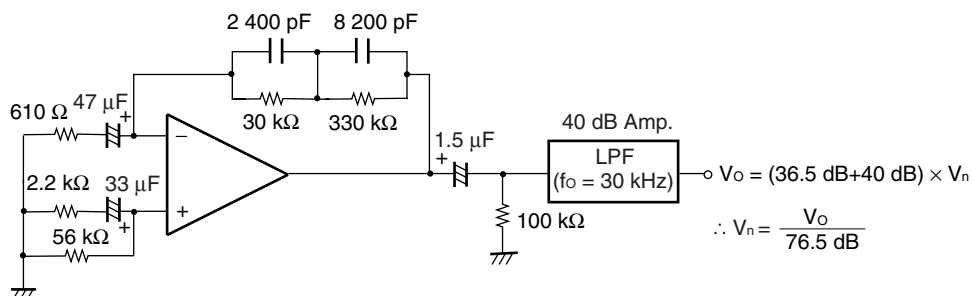 2 400 pF 8 200 pF
610 Ω 47 μF + − 30 kΩ 330 kΩ
2.2 kΩ 33 μF + +
56 kΩ
+ 1.5 μF
100 kΩ
40 dB Amp.
LPF
(fO = 30 kHz)
VO = (36.5 dB+40 dB) × Vn
∴ Vn = VO / 76.5 dB